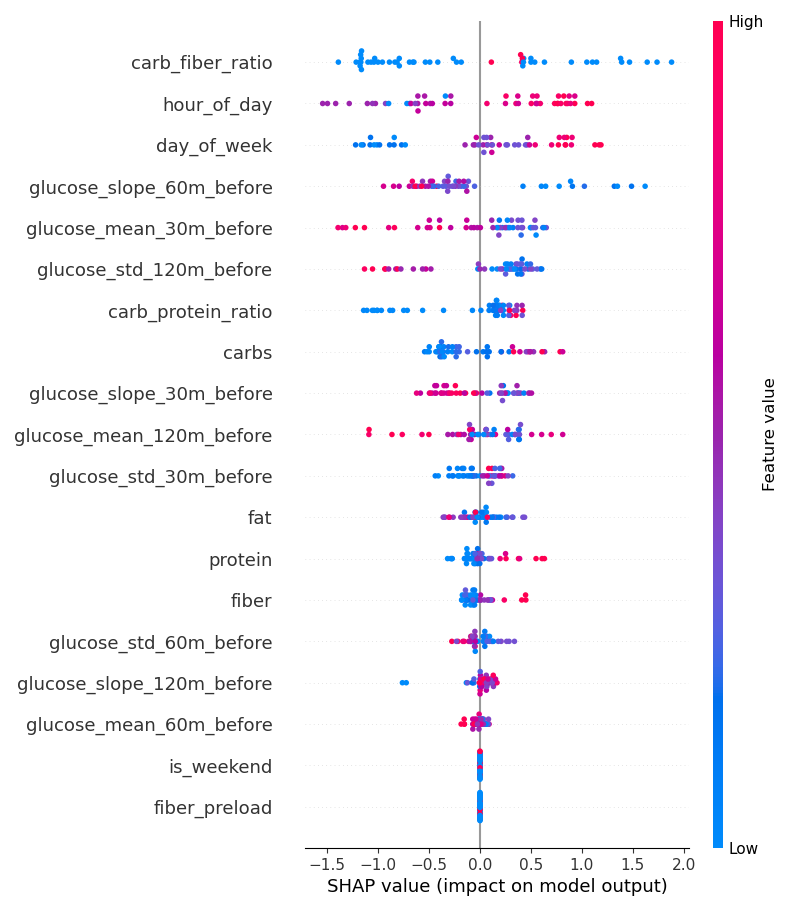 High
carb_fiber_ratio
hour_of_day
day_of_week
glucose_slope_60m_before
glucose_mean_30m_before
glucose_std_120m_before
carb_protein_ratio
carbs
glucose_slope_30m_before
glucose_mean_120m_before
glucose_std_30m_before
fat
protein
fiber
glucose_std_60m_before
glucose_slope_120m_before
glucose_mean_60m_before
is_weekend
fiber_preload
Feature value
Low
−1.5 −1.0 −0.5 0.0 0.5 1.0 1.5 2.0
SHAP value (impact on model output)